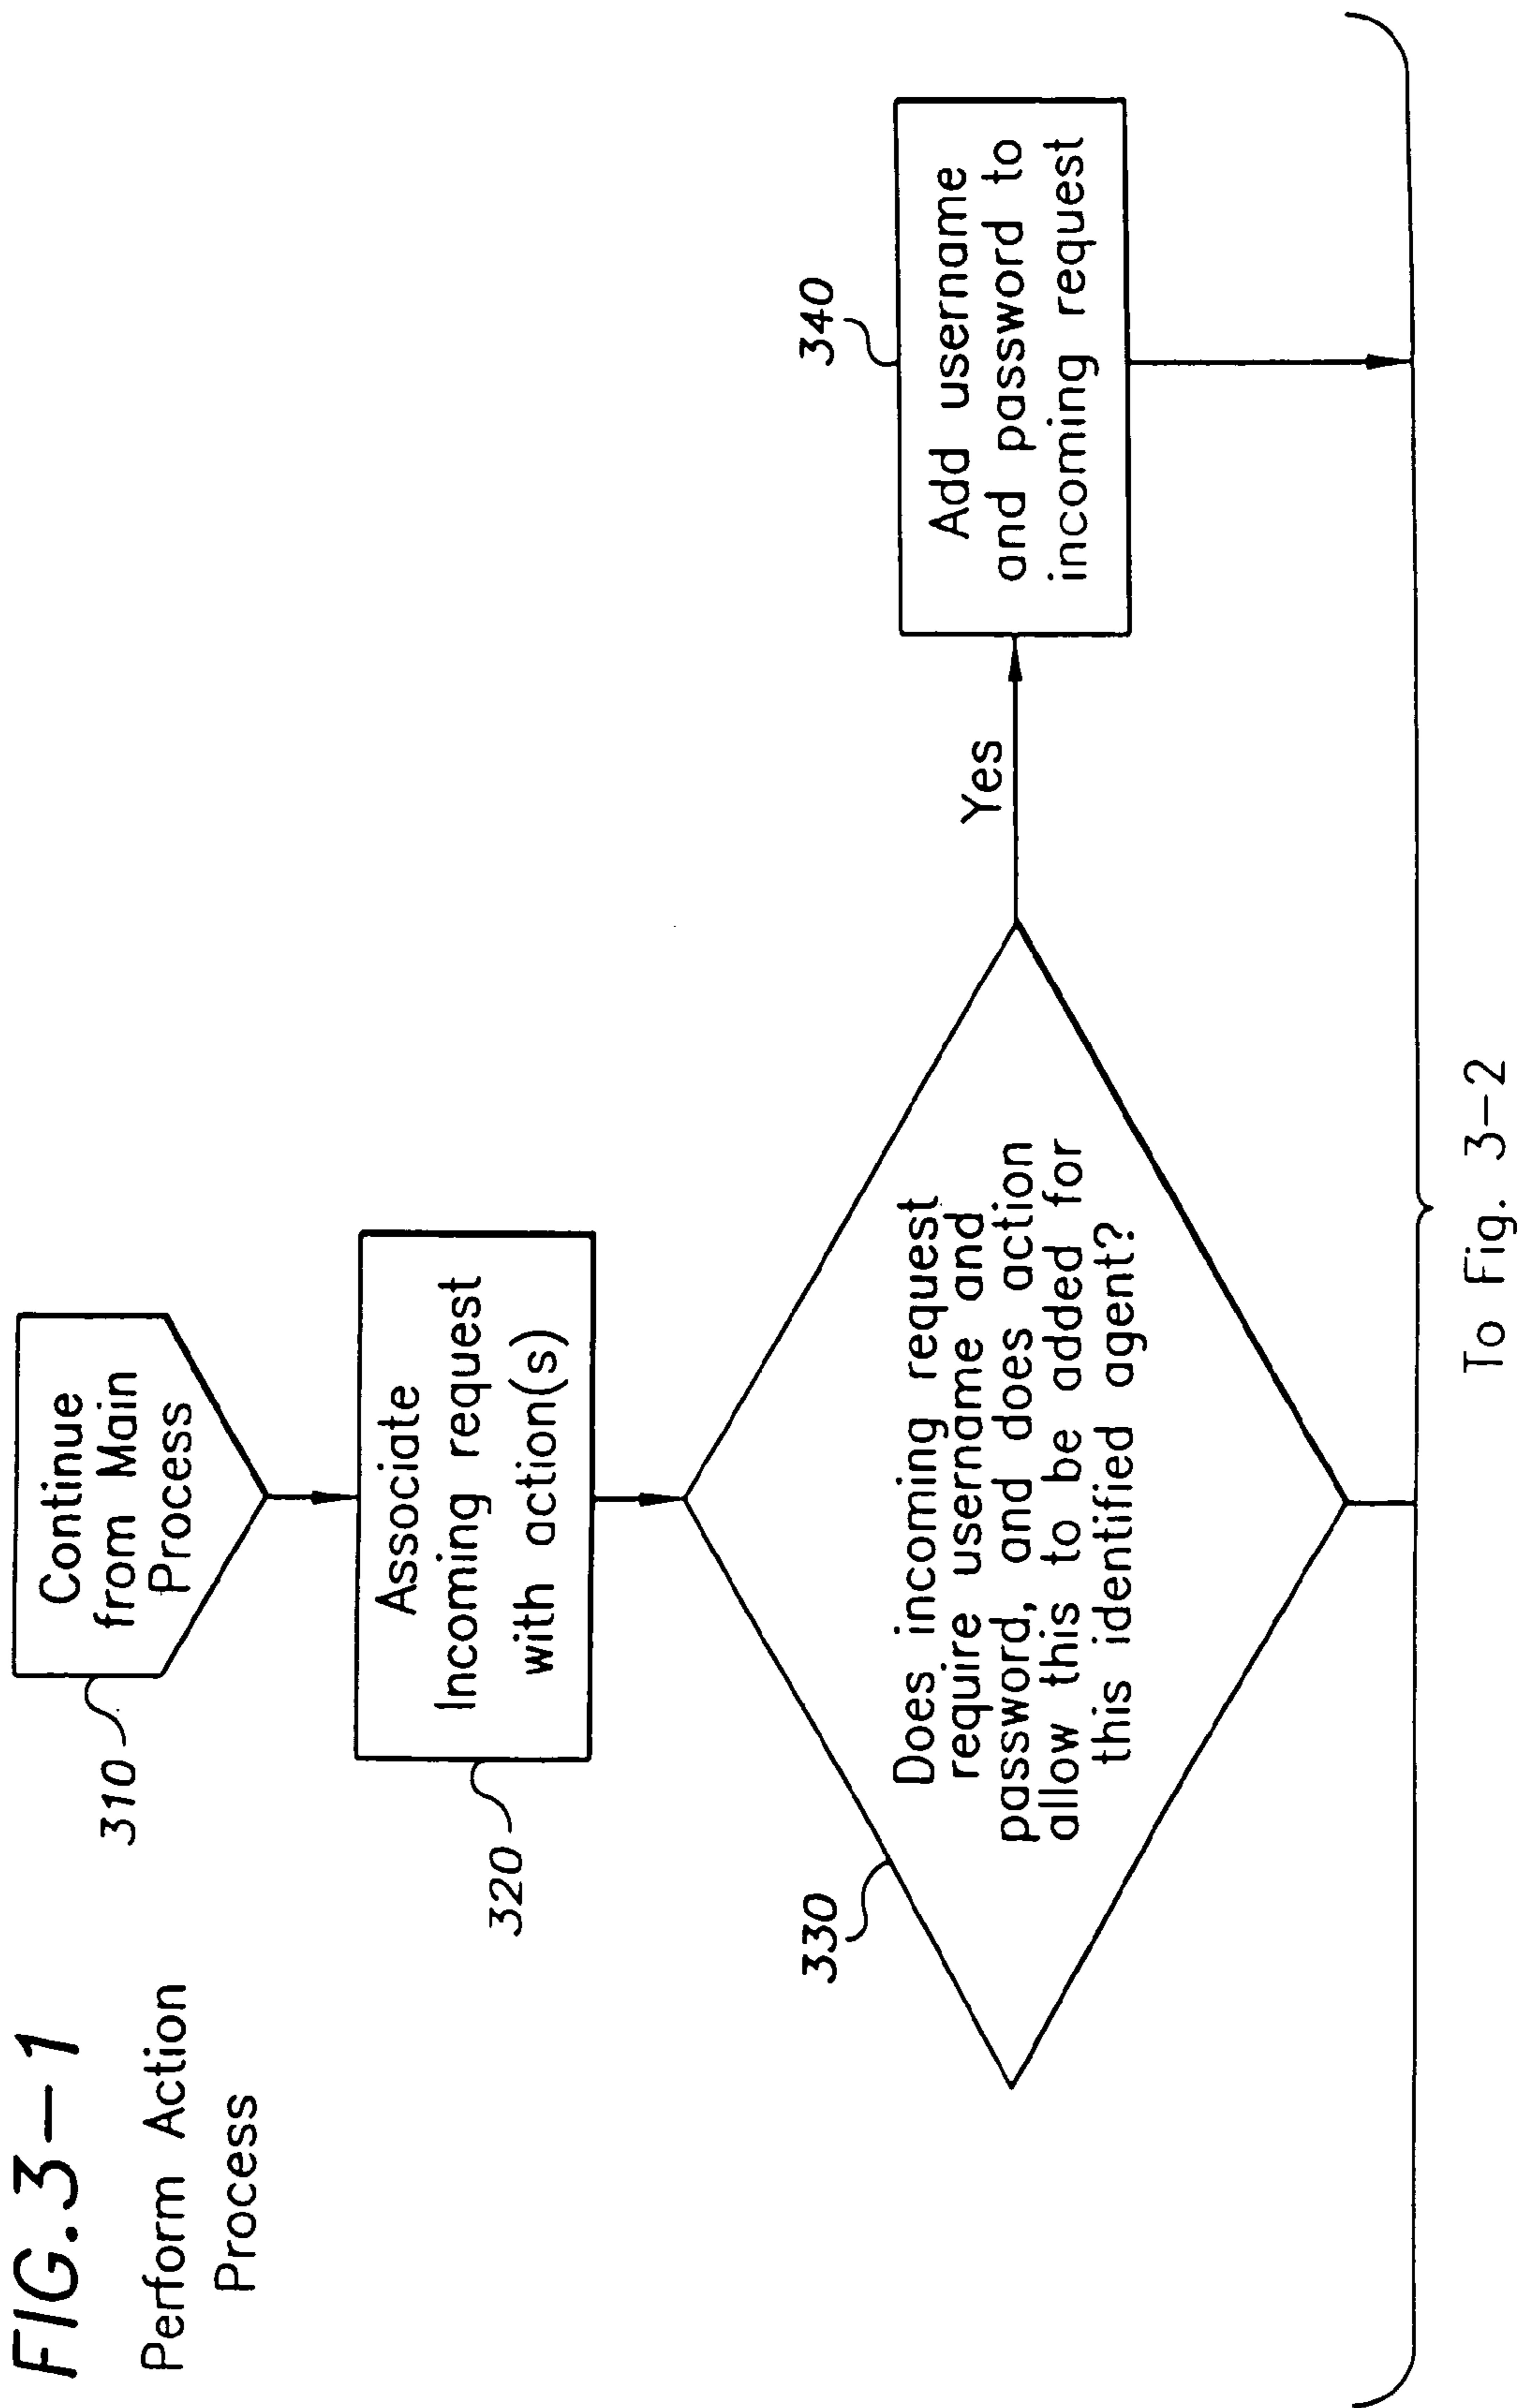 FIG.3-1
Perform Action
Process
310
Continue
from Main
Process
320
Associate
Incoming request
with action(s)
330
Does incoming request
require username and
password, and does action
allow this to be added for
this identified agent?
Yes
340
Add username
and password to
incoming request
To Fig. 3-2